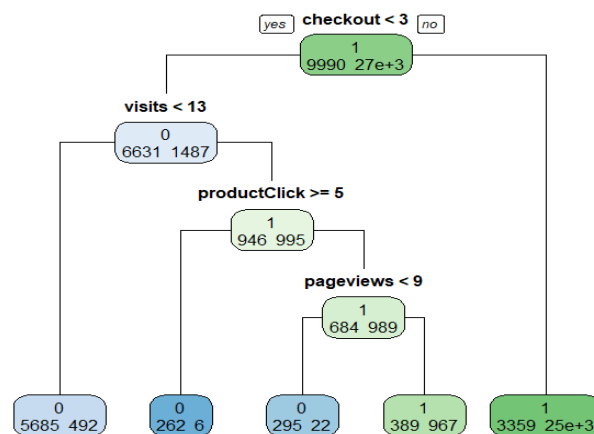 yes checkout < 3 no
1
9990 27e+3
visits < 13
0
6631 1487
productClick >= 5
1
946 995
pageviews < 9
1
684 989
0
5685 492
0
262 6
0
295 22
1
389 967
1
3359 25e+3